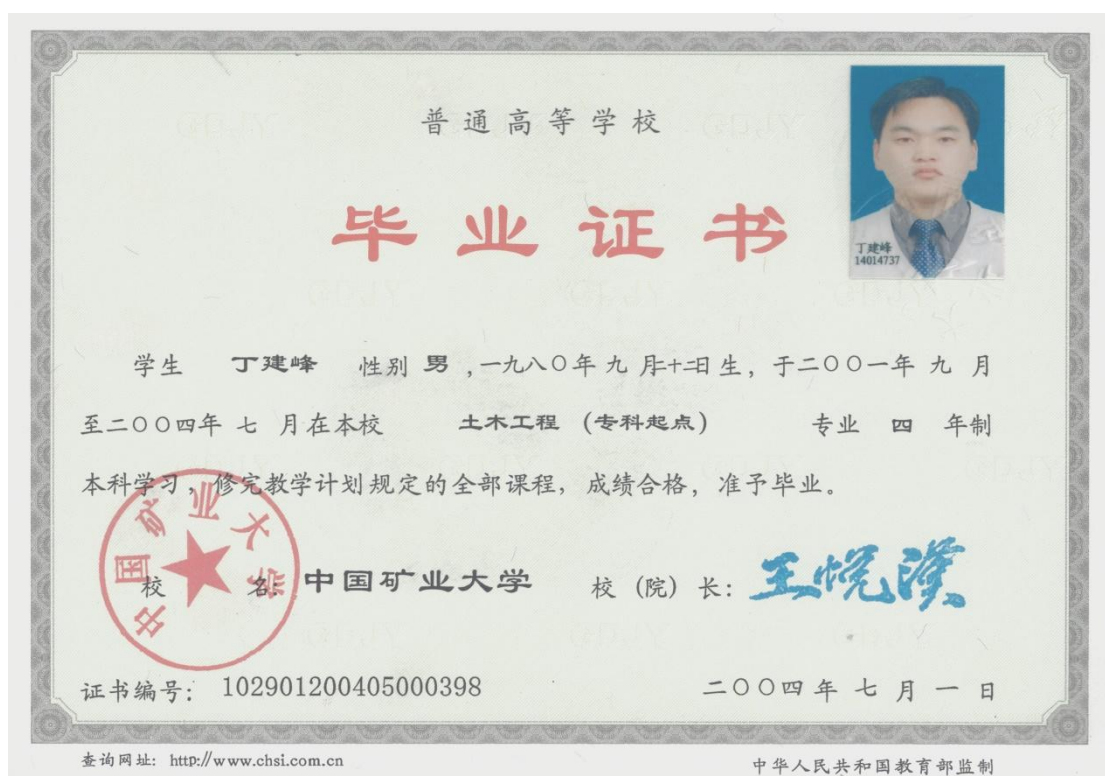 普通高等学校
毕业证书
丁建峰
14014737
学生 丁建峰 性别 男，一九八〇年九月二十二日生，于二〇〇一年九月
至二〇〇四年七月在本校 土木工程（专科起点） 专业 四 年制
本科学习，修完教学计划规定的全部课程，成绩合格，准予毕业。
中国矿业大学
校 名：中国矿业大学 校（院）长：王悦汉
证书编号：102901200405000398 二〇〇四年七月一日
查询网址：http://www.chsi.com.cn 中华人民共和国教育部监制